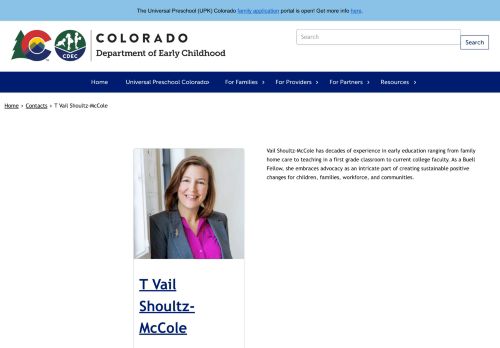 The Universal Preschool (UPK) Colorado family application portal is open! Get more info here.
COLORADO
Department of Early Childhood
CDEC
Search
Search
Home Universal Preschool Colorado For Families For Providers For Partners Resources
Home › Contacts › T Vail Shoultz-McCole
Vail Shoultz-McCole has decades of experience in early education ranging from family
home care to teaching in a first grade classroom to current college faculty. As a Buell
Fellow, she embraces advocacy as an intricate part of creating sustainable positive
changes for children, families, workforce, and communities.
T Vail
Shoultz-
McCole